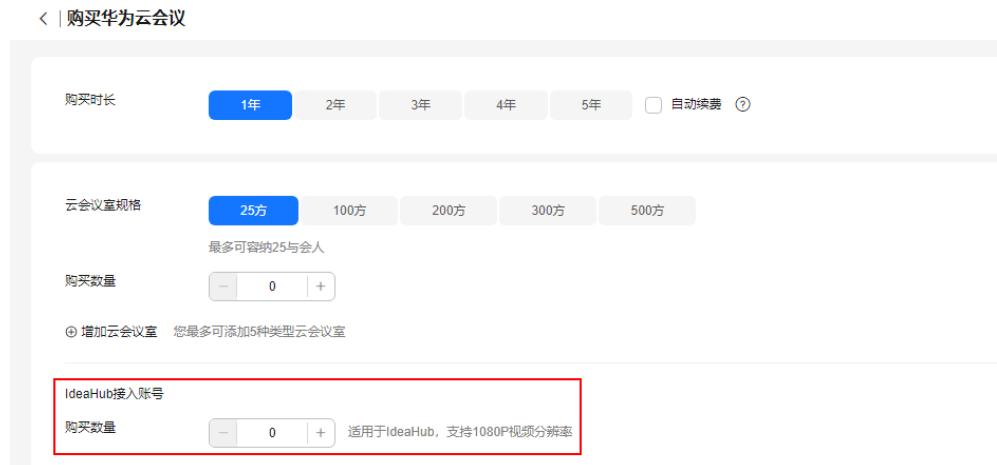 购买华为云会议
购买时长 1年 2年 3年 4年 5年 自动续费 ?
云会议室规格 25方 100方 200方 300方 500方
最多可容纳25与会人
购买数量 − 0 +
增加云会议室 您最多可添加5种类型云会议室
IdeaHub接入账号
购买数量 − 0 + 适用于IdeaHub，支持1080P视频分辨率